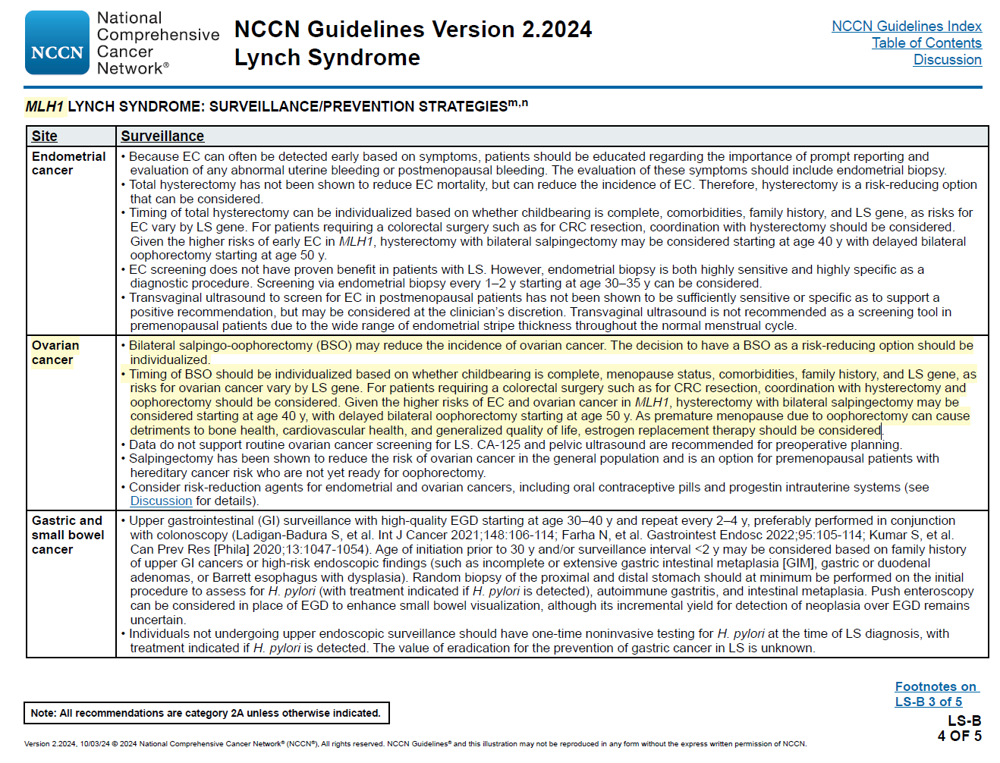 National
Comprehensive
Cancer
Network®
NCCN
NCCN Guidelines Version 2.2024
Lynch Syndrome
NCCN Guidelines Index
Table of Contents
Discussion
MLH1 LYNCH SYNDROME: SURVEILLANCE/PREVENTION STRATEGIESm,n
Site
Surveillance
Endometrial
cancer
• Because EC can often be detected early based on symptoms, patients should be educated regarding the importance of prompt reporting and
evaluation of any abnormal uterine bleeding or postmenopausal bleeding. The evaluation of these symptoms should include endometrial biopsy.
• Total hysterectomy has not been shown to reduce EC mortality, but can reduce the incidence of EC. Therefore, hysterectomy is a risk-reducing option
that can be considered.
• Timing of total hysterectomy can be individualized based on whether childbearing is complete, comorbidities, family history, and LS gene, as risks for
EC vary by LS gene. For patients requiring a colorectal surgery such as for CRC resection, coordination with hysterectomy should be considered.
Given the higher risks of early EC in MLH1, hysterectomy with bilateral salpingectomy may be considered starting at age 40 y with delayed bilateral
oophorectomy starting at age 50 y.
• EC screening does not have proven benefit in patients with LS. However, endometrial biopsy is both highly sensitive and highly specific as a
diagnostic procedure. Screening via endometrial biopsy every 1–2 y starting at age 30–35 y can be considered.
• Transvaginal ultrasound to screen for EC in postmenopausal patients has not been shown to be sufficiently sensitive or specific as to support a
positive recommendation, but may be considered at the clinician's discretion. Transvaginal ultrasound is not recommended as a screening tool in
premenopausal patients due to the wide range of endometrial stripe thickness throughout the normal menstrual cycle.
Ovarian
cancer
• Bilateral salpingo-oophorectomy (BSO) may reduce the incidence of ovarian cancer. The decision to have a BSO as a risk-reducing option should be
individualized.
• Timing of BSO should be individualized based on whether childbearing is complete, menopause status, comorbidities, family history, and LS gene, as
risks for ovarian cancer vary by LS gene. For patients requiring a colorectal surgery such as for CRC resection, coordination with hysterectomy and
oophorectomy should be considered. Given the higher risks of EC and ovarian cancer in MLH1, hysterectomy with bilateral salpingectomy may be
considered starting at age 40 y, with delayed bilateral oophorectomy starting at age 50 y. As premature menopause due to oophorectomy can cause
detriments to bone health, cardiovascular health, and generalized quality of life, estrogen replacement therapy should be considered.
• Data do not support routine ovarian cancer screening for LS. CA-125 and pelvic ultrasound are recommended for preoperative planning.
• Salpingectomy has been shown to reduce the risk of ovarian cancer in the general population and is an option for premenopausal patients with
hereditary cancer risk who are not yet ready for oophorectomy.
• Consider risk-reduction agents for endometrial and ovarian cancers, including oral contraceptive pills and progestin intrauterine systems (see
Discussion for details).
Gastric and
small bowel
cancer
• Upper gastrointestinal (GI) surveillance with high-quality EGD starting at age 30–40 y and repeat every 2–4 y, preferably performed in conjunction
with colonoscopy (Ladigan-Badura S, et al. Int J Cancer 2021;148:106-114; Farha N, et al. Gastrointest Endosc 2022;95:105-114; Kumar S, et al.
Can Prev Res [Phila] 2020;13:1047-1054). Age of initiation prior to 30 y and/or surveillance interval <2 y may be considered based on family history
of upper GI cancers or high-risk endoscopic findings (such as incomplete or extensive gastric intestinal metaplasia [GIM], gastric or duodenal
adenomas, or Barrett esophagus with dysplasia). Random biopsy of the proximal and distal stomach should at minimum be performed on the initial
procedure to assess for H. pylori (with treatment indicated if H. pylori is detected), autoimmune gastritis, and intestinal metaplasia. Push enteroscopy
can be considered in place of EGD to enhance small bowel visualization, although its incremental yield for detection of neoplasia over EGD remains
uncertain.
• Individuals not undergoing upper endoscopic surveillance should have one-time noninvasive testing for H. pylori at the time of LS diagnosis, with
treatment indicated if H. pylori is detected. The value of eradication for the prevention of gastric cancer in LS is unknown.
Footnotes on
LS-B 3 of 5
Note: All recommendations are category 2A unless otherwise indicated.
LS-B
4 OF 5
Version 2.2024, 10/03/24 © 2024 National Comprehensive Cancer Network® (NCCN®), All rights reserved. NCCN Guidelines® and this illustration may not be reproduced in any form without the express written permission of NCCN.